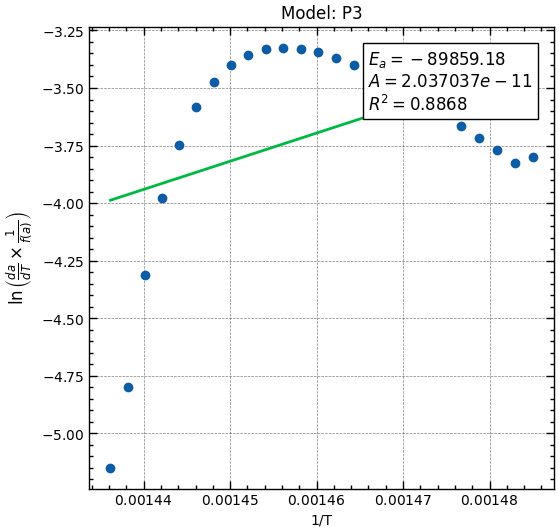 Model: P3
E_a = −89859.18
A = 2.037037e − 11
R^2 = 0.8868
ln(da/dT × 1/f(a))
−3.25
−3.50
−3.75
−4.00
−4.25
−4.50
−4.75
−5.00
0.00144 0.00145 0.00146 0.00147 0.00148
1/T